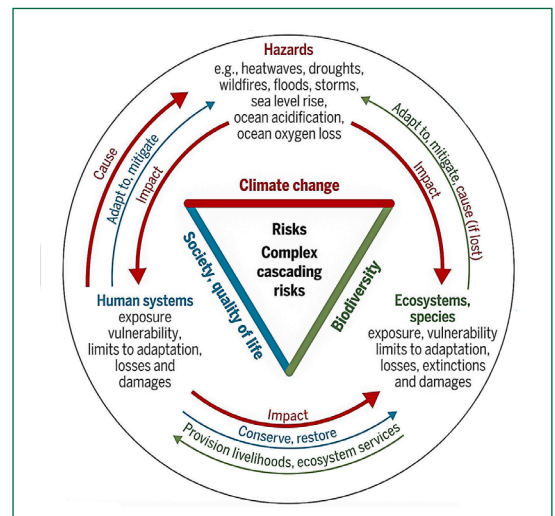 Hazards
e.g., heatwaves, droughts,
wildfires, floods, storms,
sea level rise,
ocean acidification,
ocean oxygen loss
Cause
Adapt to, mitigate
Impact
Impact
Adapt to, mitigate, cause (if lost)
Climate change
Risks
Complex
cascading
risks
Society, quality of life
Biodiversity
Human systems
exposure
vulnerability,
limits to adaptation,
losses and
damages
Ecosystems,
species
exposure, vulnerability
limits to adaptation,
losses, extinctions
and damages
Impact
Conserve, restore
Provision livelihoods, ecosystem services